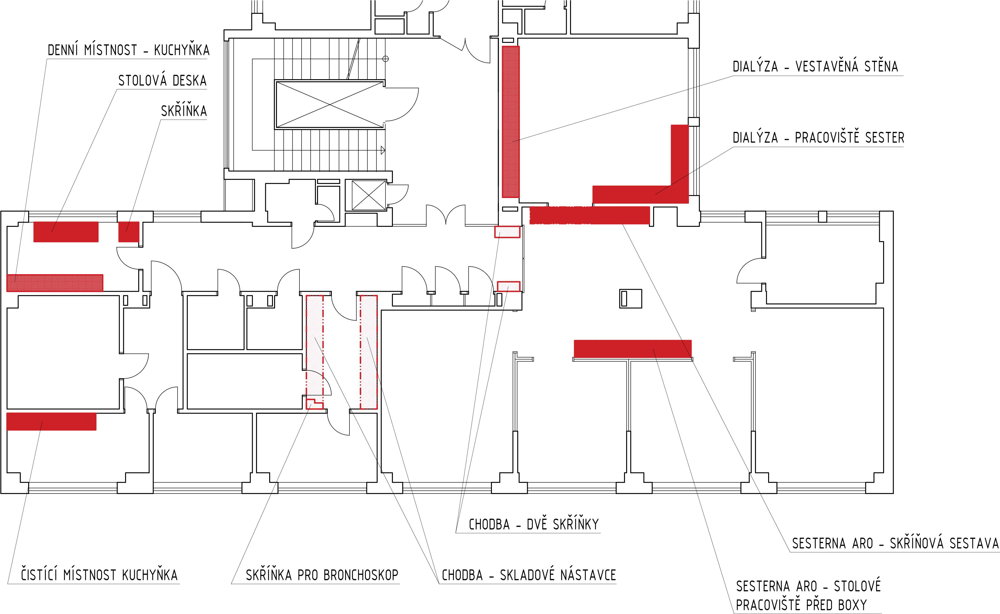 DENNÍ MÍSTNOST - KUCHYŇKA
STOLOVÁ DESKA
SKŘÍŇKA
DIALÝZA - VESTAVĚNÁ STĚNA
DIALÝZA - PRACOVIŠTĚ SESTER
CHODBA - DVĚ SKŘÍŇKY
SESTERNA ARO - SKŘÍŇOVÁ SESTAVA
ČISTÍCÍ MÍSTNOST KUCHYŇKA
SKŘÍŇKA PRO BRONCHOSKOP
CHODBA - SKLADOVÉ NÁSTAVCE
SESTERNA ARO - STOLOVÉ
PRACOVIŠTĚ PŘED BOXY